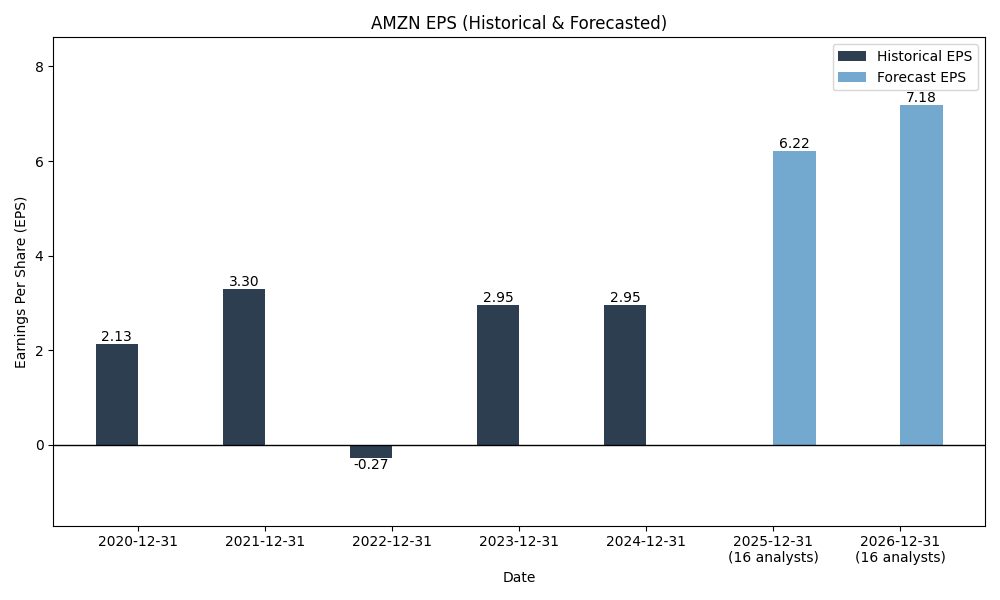 AMZN EPS (Historical & Forecasted)
Historical EPS
Forecast EPS
Earnings Per Share (EPS)
8
6
4
2
0
2.13
3.30
-0.27
2.95
2.95
6.22
7.18
2020-12-31
2021-12-31
2022-12-31
2023-12-31
2024-12-31
2025-12-31
(16 analysts)
2026-12-31
(16 analysts)
Date